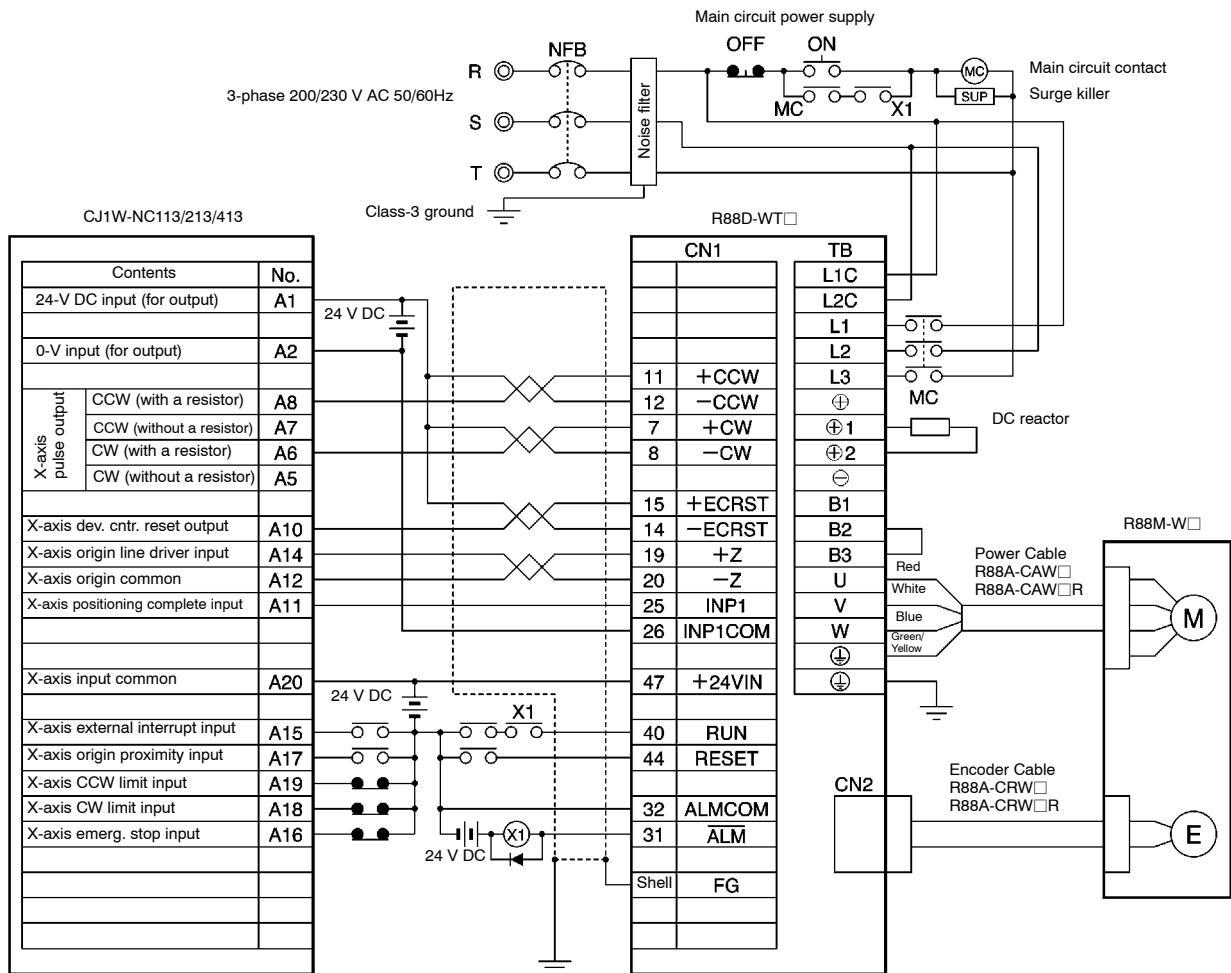 Main circuit power supply
OFF ON
NFB
R
MC
Main circuit contact
SUP
Surge killer
3-phase 200/230 V AC 50/60Hz
MC X1
S
Noise filter
T
Class-3 ground
CJ1W-NC113/213/413
R88D-WT□
CN1 TB
Contents No.
L1C
24-V DC input (for output) A1
L2C
24 V DC
L1
0-V input (for output) A2
L2
11 +CCW L3
MC
X-axis pulse output
CCW (with a resistor) A8
12 −CCW ⊕
DC reactor
CCW (without a resistor) A7
7 +CW ⊕1
CW (with a resistor) A6
8 −CW ⊕2
CW (without a resistor) A5
⊖
15 +ECRST B1
X-axis dev. cntr. reset output A10
14 −ECRST B2
R88M-W□
X-axis origin line driver input A14
19 +Z B3
Red
Power Cable
R88A-CAW□
R88A-CAW□R
X-axis origin common A12
20 −Z U
White
X-axis positioning complete input A11
25 INP1 V
Blue
M
26 INP1COM W
Green/
Yellow
X-axis input common A20
24 V DC
47 +24VIN
X-axis external interrupt input A15
X1
40 RUN
X-axis origin proximity input A17
44 RESET
X-axis CCW limit input A19
CN2
Encoder Cable
R88A-CRW□
R88A-CRW□R
X-axis CW limit input A18
32 ALMCOM
X-axis emerg. stop input A16
24 V DC
X1
31 ALM
E
Shell FG